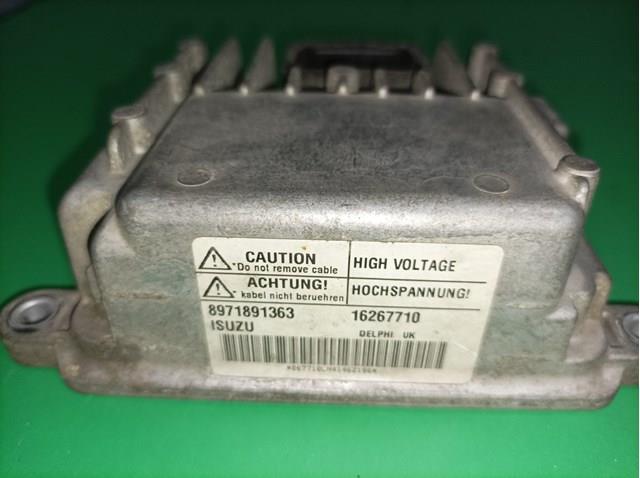 CAUTION HIGH VOLTAGE
"Do not remove cable
ACHTUNG! HOCHSPANNUNG!
kabel nicht beruehren
8971891363 16267710
ISUZU DELPHI UK